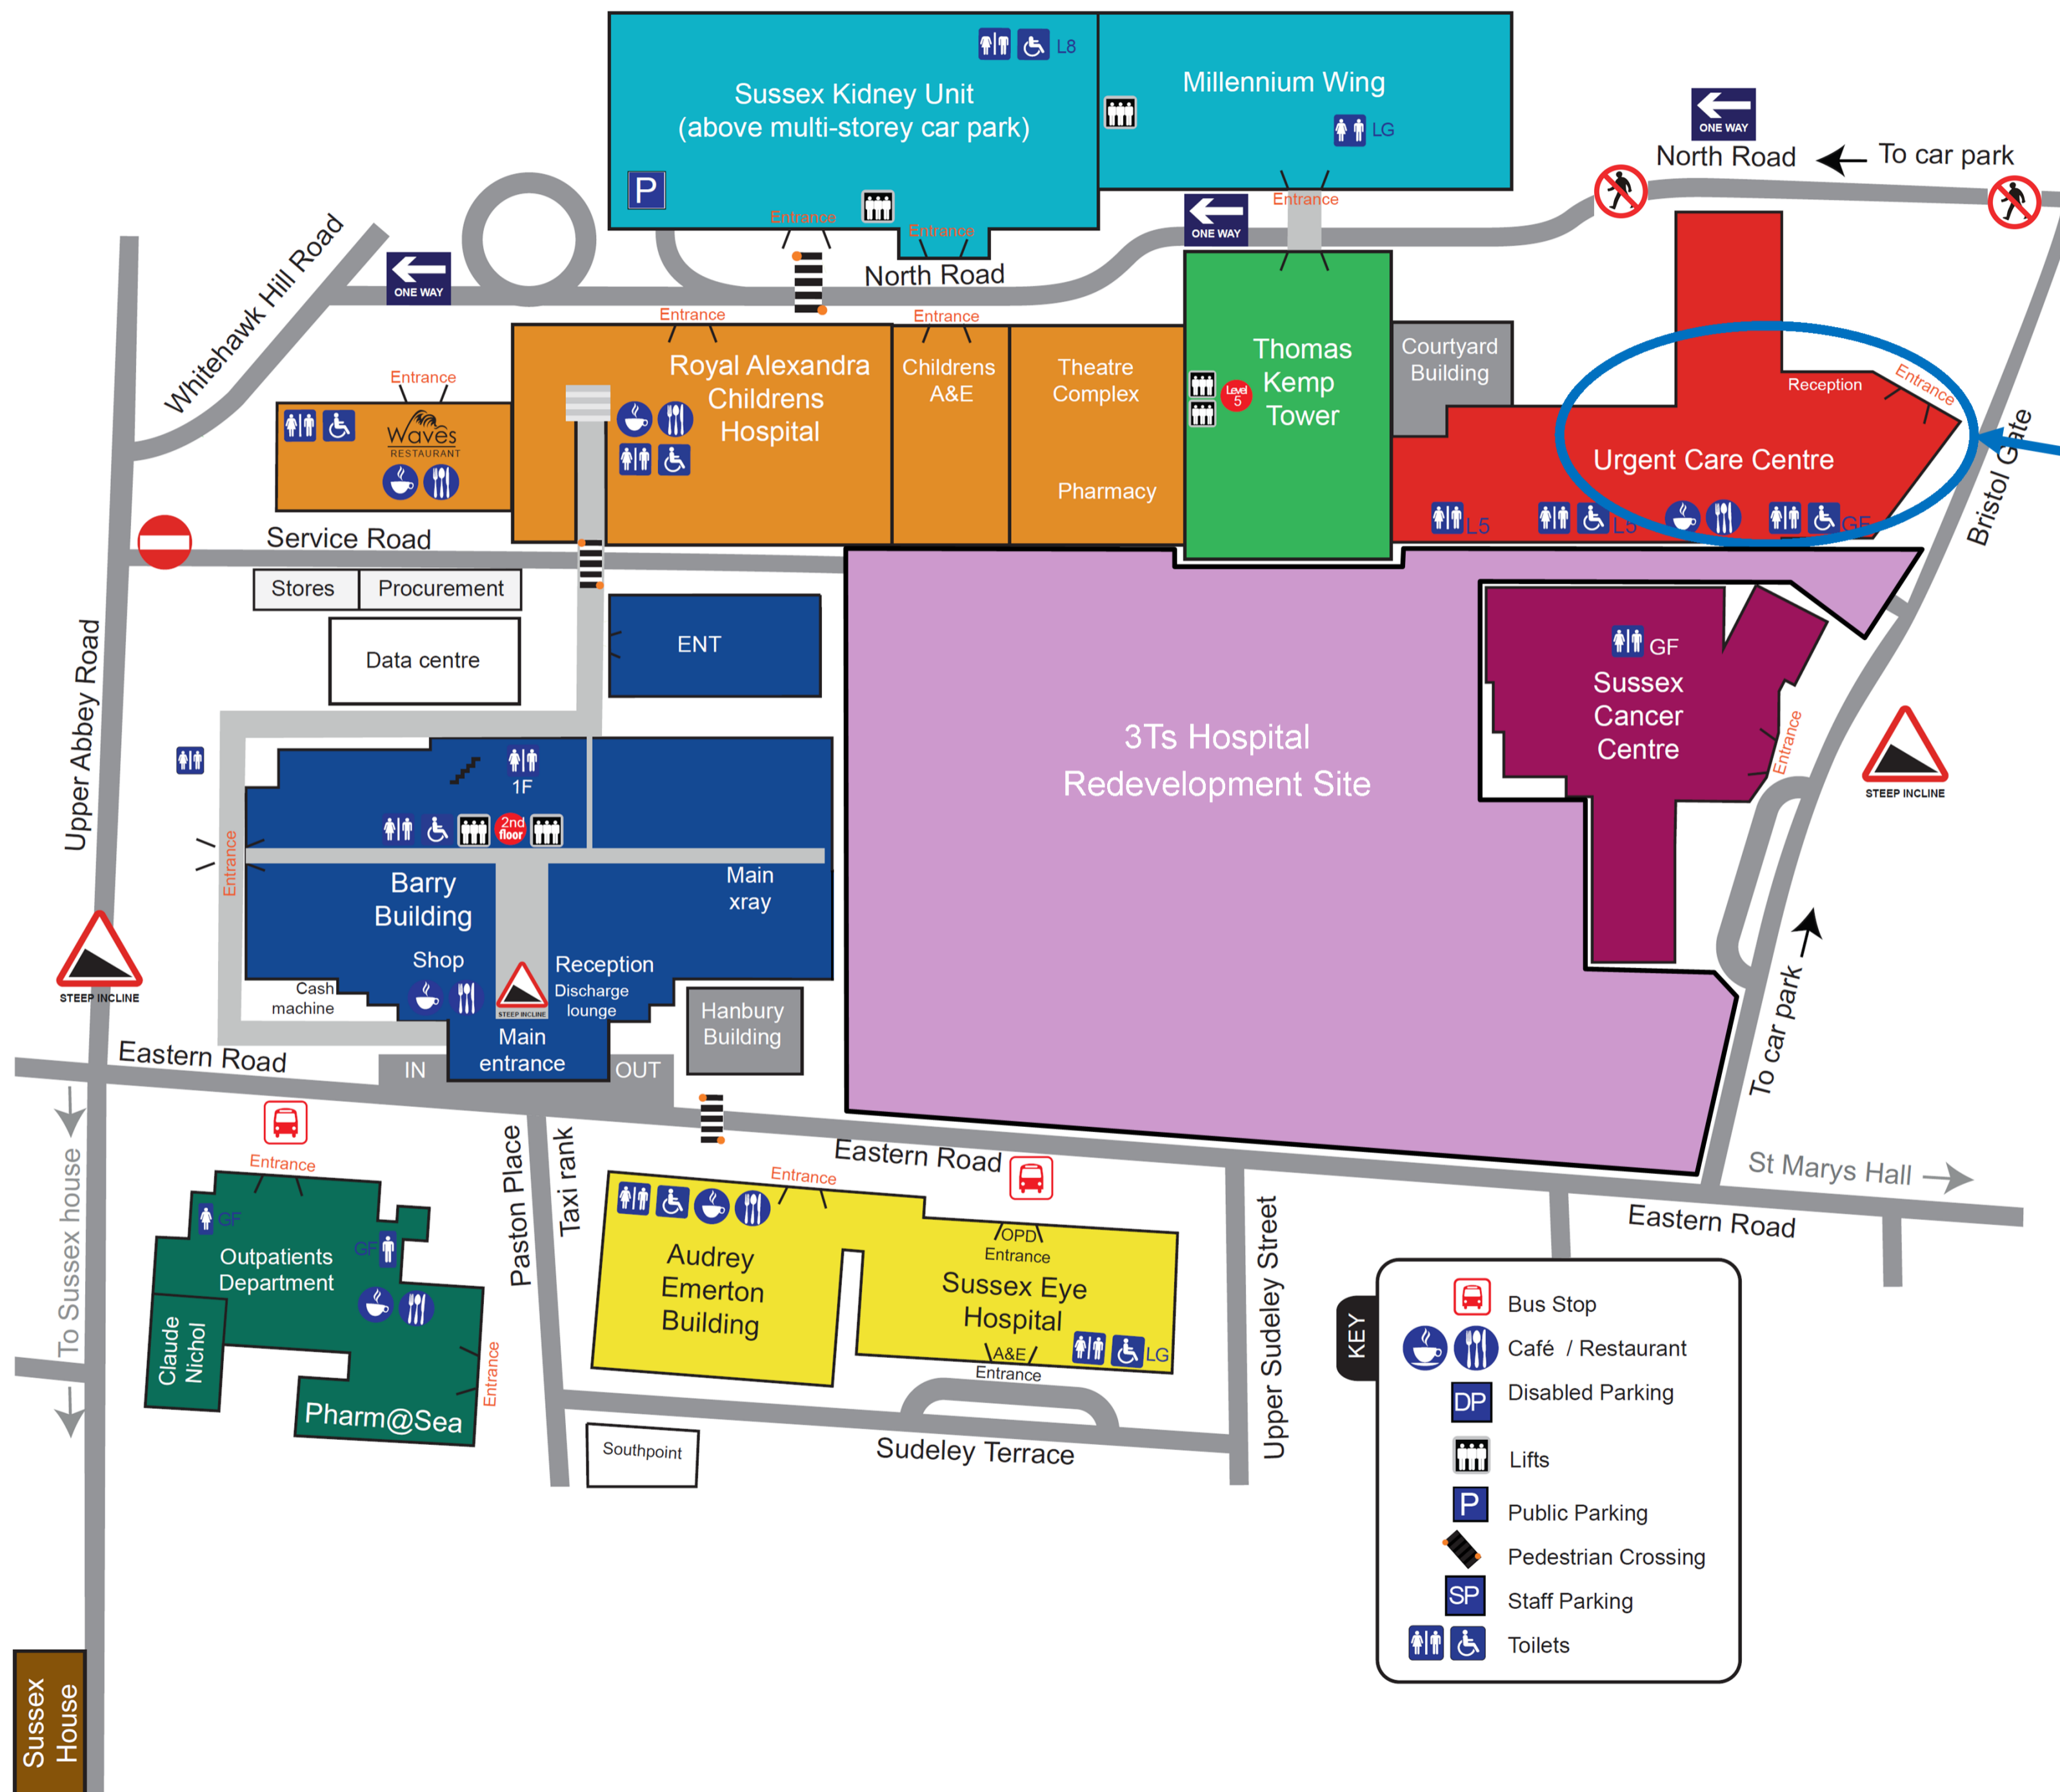 L8
Sussex Kidney Unit
(above multi-storey car park)
P
Entrance
Entrance
Millennium Wing
LG
Entrance
ONE WAY
North Road
To car park
ONE WAY
ONE WAY
North Road
Whitehawk Hill Road
Entrance
Waves
RESTAURANT
Entrance
Royal Alexandra
Childrens
Hospital
Entrance
Childrens
A&E
Theatre
Complex
Pharmacy
Thomas
Kemp
Tower
Level
5
Courtyard
Building
Reception
Entrance
Urgent Care Centre
L5
L5
GF
Bristol Gate
Service Road
Stores
Procurement
Data centre
ENT
Upper Abbey Road
3Ts Hospital
Redevelopment Site
GF
Sussex
Cancer
Centre
Entrance
STEEP INCLINE
1F
2nd
floor
Entrance
Barry
Building
Main
xray
Shop
Reception
Discharge
lounge
Cash
machine
STEEP INCLINE
STEEP INCLINE
Main
entrance
Hanbury
Building
IN
OUT
To car park
Eastern Road
Eastern Road
St Marys Hall
Eastern Road
To Sussex house
Entrance
GF
GF
Outpatients
Department
Claude
Nichol
Pharm@Sea
Entrance
Paston Place
Taxi rank
Entrance
Audrey
Emerton
Building
OPD
Entrance
Sussex Eye
Hospital
A&E
Entrance
LG
Upper Sudeley Street
Southpoint
Sudeley Terrace
KEY
Bus Stop
Café / Restaurant
DP
Disabled Parking
Lifts
P
Public Parking
Pedestrian Crossing
SP
Staff Parking
Toilets
Sussex
House